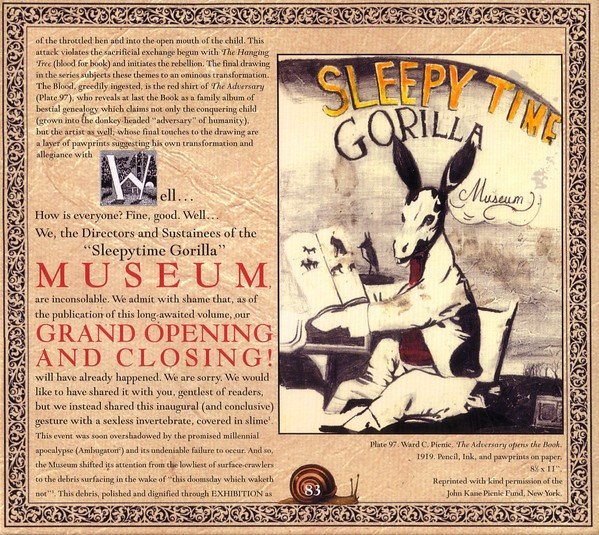 of the throttled hen and into the open mouth of the child. This
attack violates the sacrificial exchange begun with The Hanging
Tree (blood for book) and initiates the rebellion. The final drawing
in the series subjects these themes to an ominous transformation.
The Blood, greedily ingested, is the red shirt of The Adversary
(Plate 97), who reveals at last the Book as a family album of
bestial genealogy which claims not only the conquering child
(grown into the donkey-headed "adversary" of humanity),
but the artist as well, whose final touches to the drawing are
a layer of pawprints suggesting his own transformation and
allegiance with
Well...
How is everyone? Fine, good. Well...
We, the Directors and Sustainees of the
"Sleepytime Gorilla"
MUSEUM,
are inconsolable. We admit with shame that, as of
the publication of this long-awaited volume, our
GRAND OPENING
AND CLOSING!
will have already happened. We are sorry. We would
like to have shared it with you, gentlest of readers,
but we instead shared this inaugural (and conclusive)
gesture with a sexless invertebrate, covered in slime¹.
This event was soon overshadowed by the promised millennial
apocalypse (Ambugaton²) and its undeniable failure to occur. And so,
the Museum shifted its attention from the lowliest of surface-crawlers
to the debris surfacing in the wake of "this doomsday which waketh
not"³. This debris, polished and dignified through EXHIBITION as
SLEEPY TIME
GORILLA
Museum
Plate 97. Ward C. Picnic. The Adversary opens the Book.
1919. Pencil, Ink, and pawprints on paper.
8½ x 11".
Reprinted with kind permission of the
John Kane Picnic Fund, New York.
83